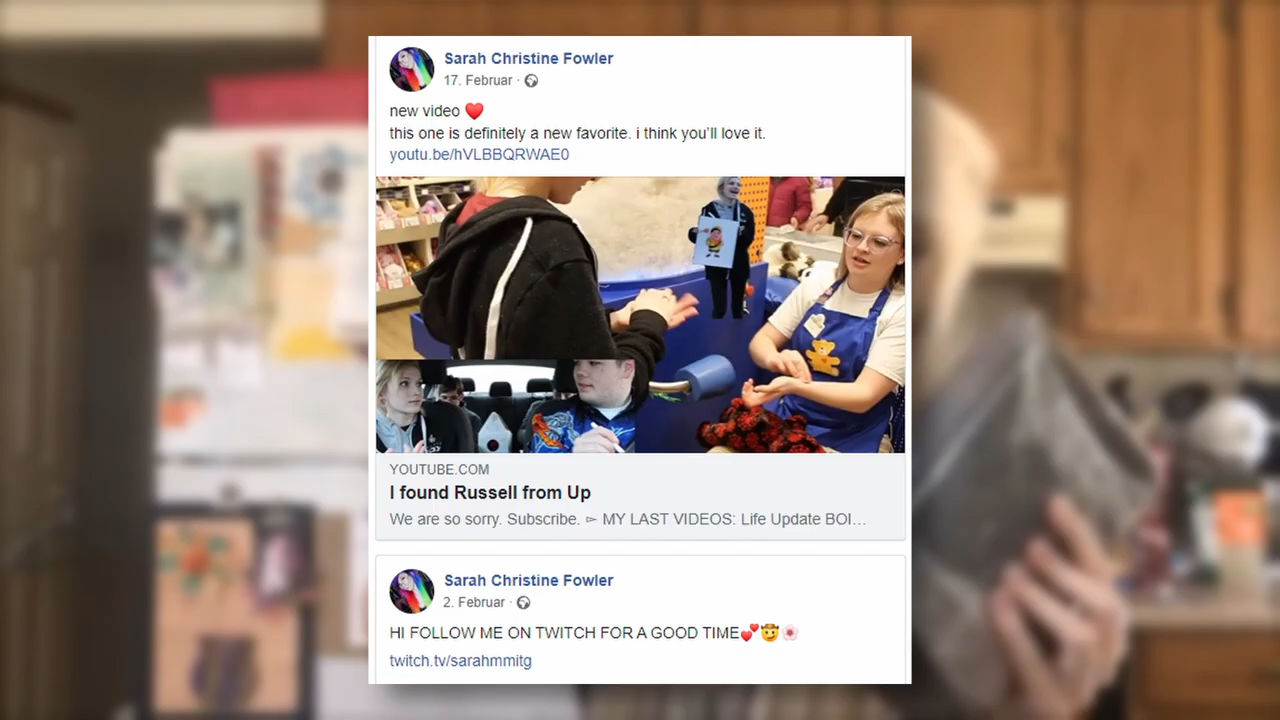 Sarah Christine Fowler
17. Februar ·
new video ❤️
this one is definitely a new favorite. i think you'll love it.
youtu.be/hVLBBQRWAE0
YOUTUBE.COM
I found Russell from Up
We are so sorry. Subscribe. ▻ MY LAST VIDEOS: Life Update BOI…
Sarah Christine Fowler
2. Februar ·
HI FOLLOW ME ON TWITCH FOR A GOOD TIME💕🤠🌸
twitch.tv/sarahmmitg